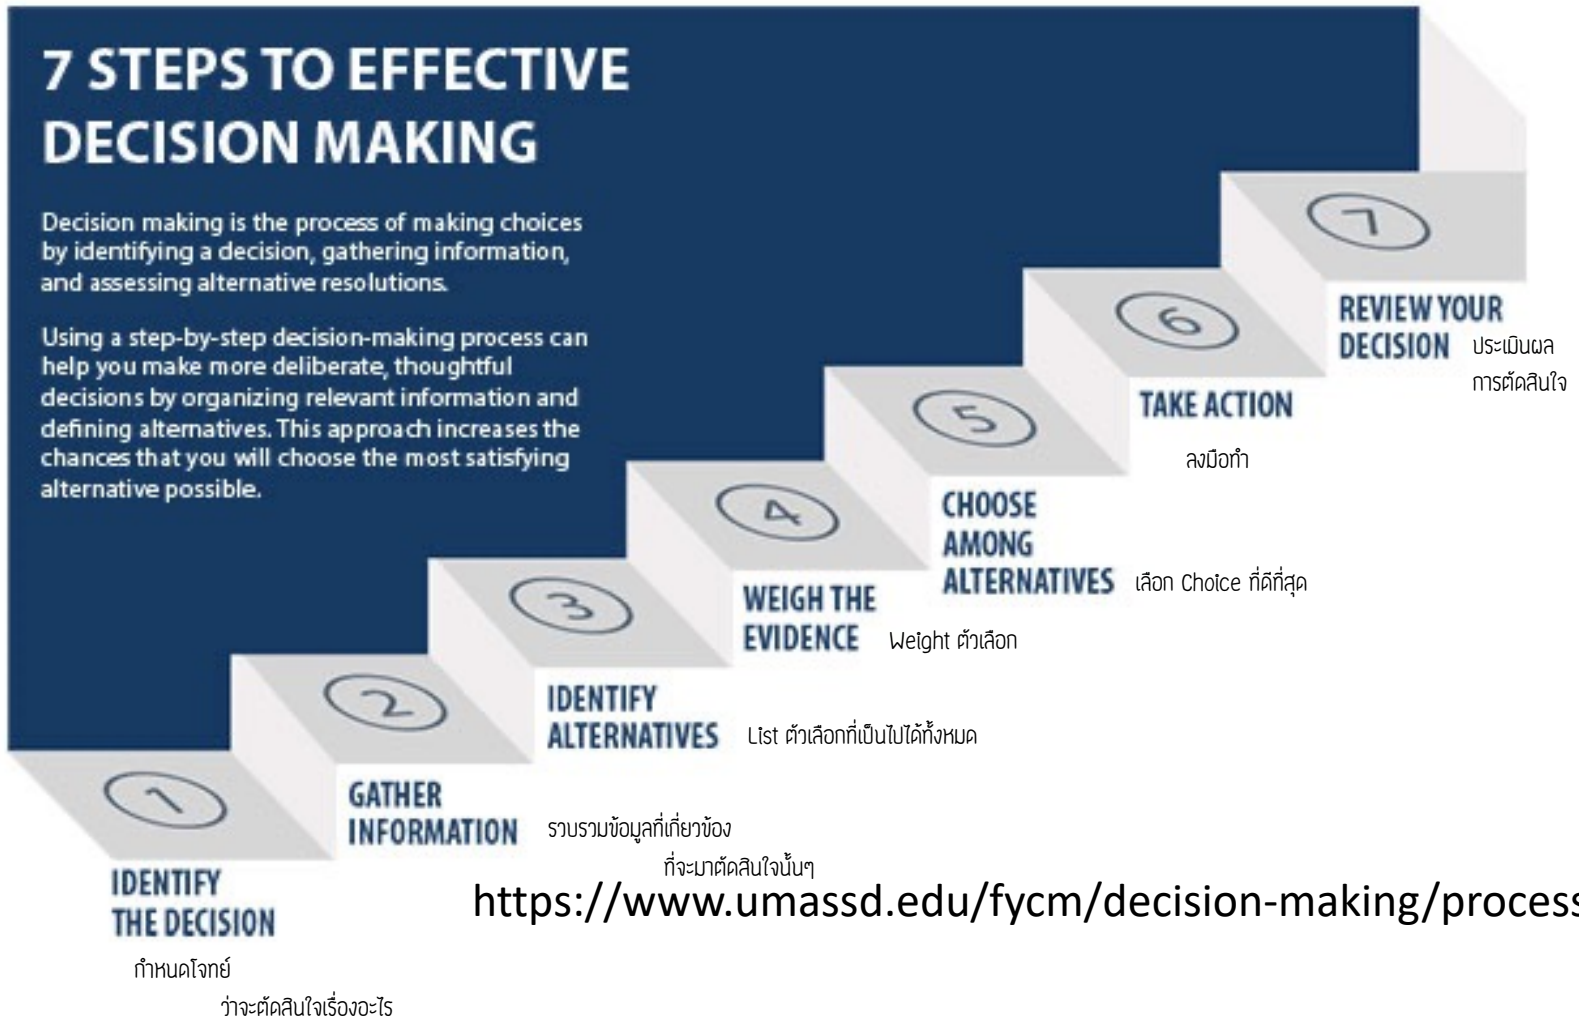 7 STEPS TO EFFECTIVE
DECISION MAKING
Decision making is the process of making choices
by identifying a decision, gathering information,
and assessing alternative resolutions.
Using a step-by-step decision-making process can
help you make more deliberate, thoughtful
decisions by organizing relevant information and
defining alternatives. This approach increases the
chances that you will choose the most satisfying
alternative possible.
1
IDENTIFY
THE DECISION
กำหนดโจทย์
ว่าจะตัดสินใจเรื่องอะไร
2
GATHER
INFORMATION
รวบรวมข้อมูลที่เกี่ยวข้อง
ที่จะมาตัดสินใจนั้นๆ
3
IDENTIFY
ALTERNATIVES
List ตัวเลือกที่เป็นไปได้ทั้งหมด
4
WEIGH THE
EVIDENCE
Weight ตัวเลือก
5
CHOOSE
AMONG
ALTERNATIVES
เลือก Choice ที่ดีที่สุด
6
TAKE ACTION
ลงมือทำ
7
REVIEW YOUR
DECISION
ประเมินผล
การตัดสินใจ
https://www.umassd.edu/fycm/decision-making/process